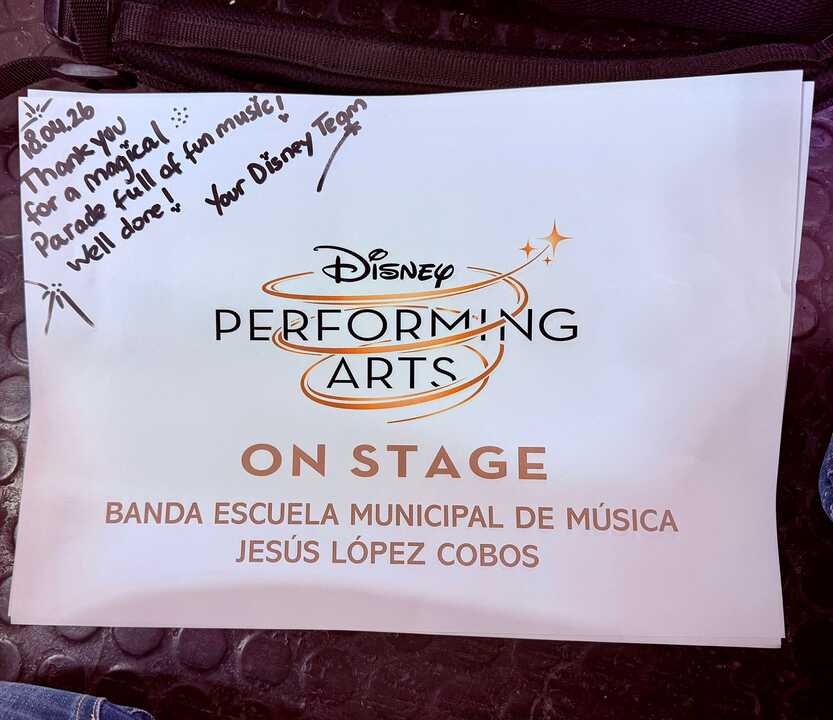 18.04.26
Thank you
for a magical
Parade full of fun music!
Well done!
Your Disney Team
Disney
PERFORMING
ARTS
ON STAGE
BANDA ESCUELA MUNICIPAL DE MÚSICA
JESÚS LÓPEZ COBOS